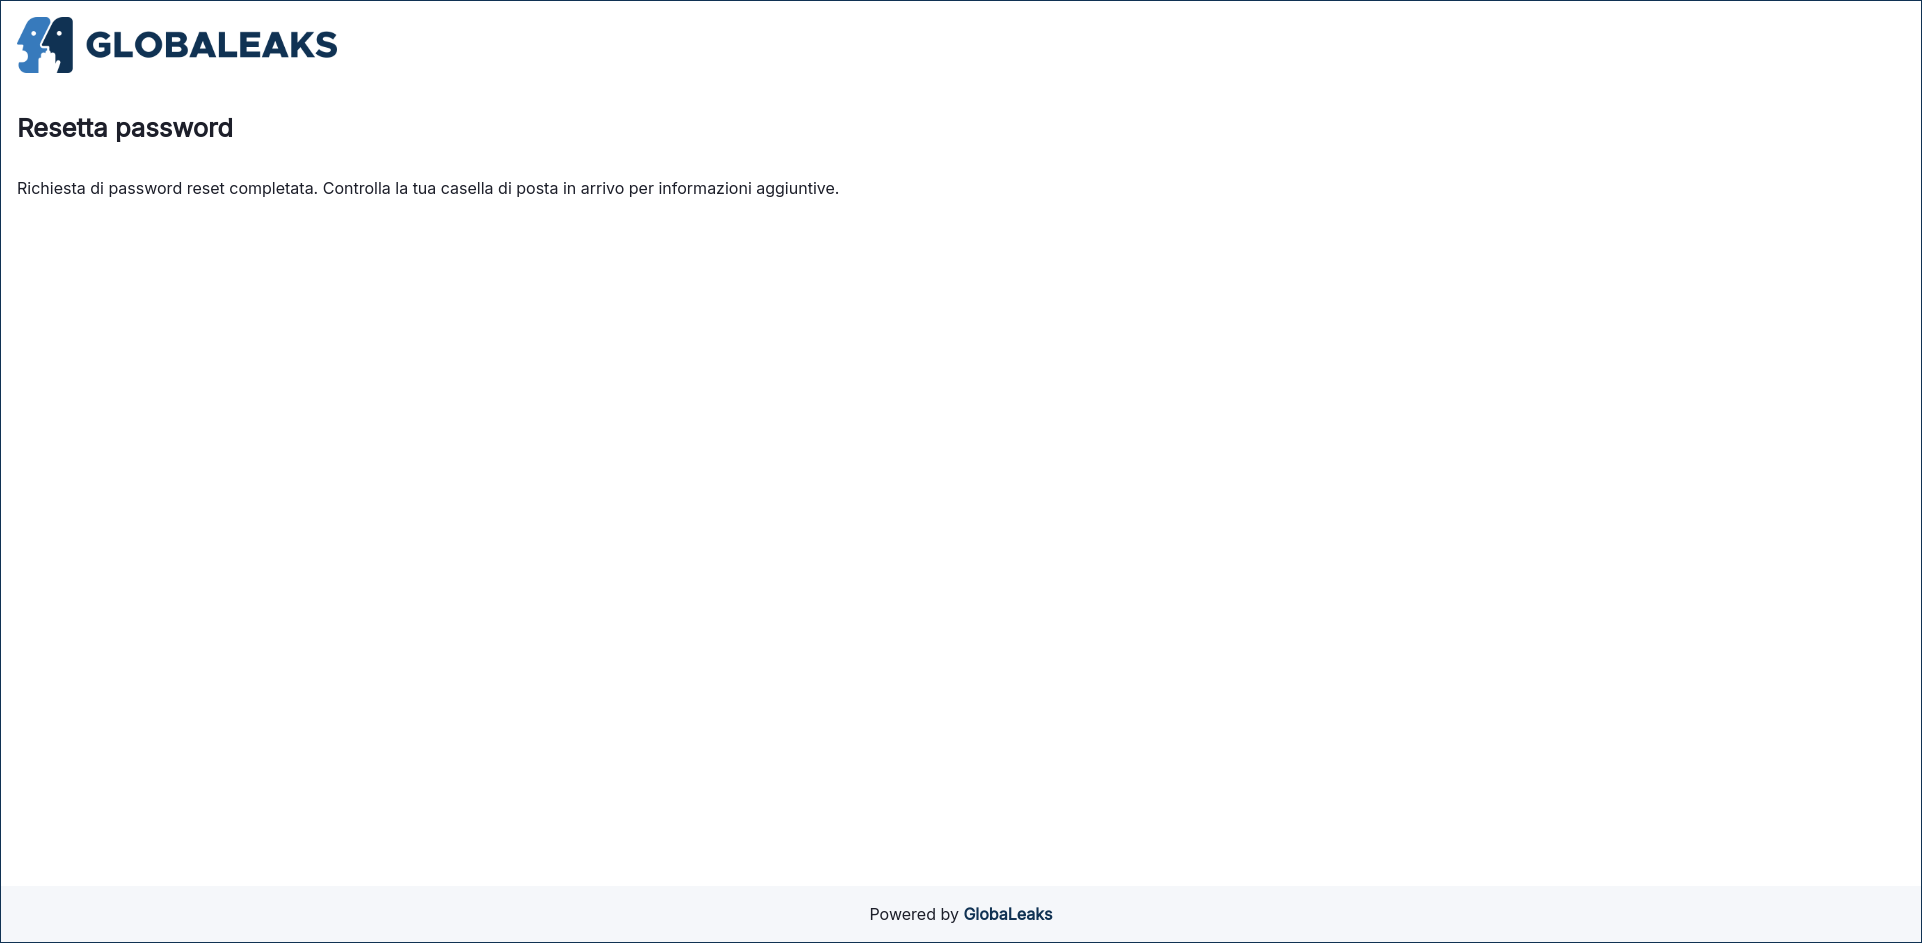 GLOBALEAKS
Resetta password
Richiesta di password reset completata. Controlla la tua casella di posta in arrivo per informazioni aggiuntive.
Powered by GlobaLeaks